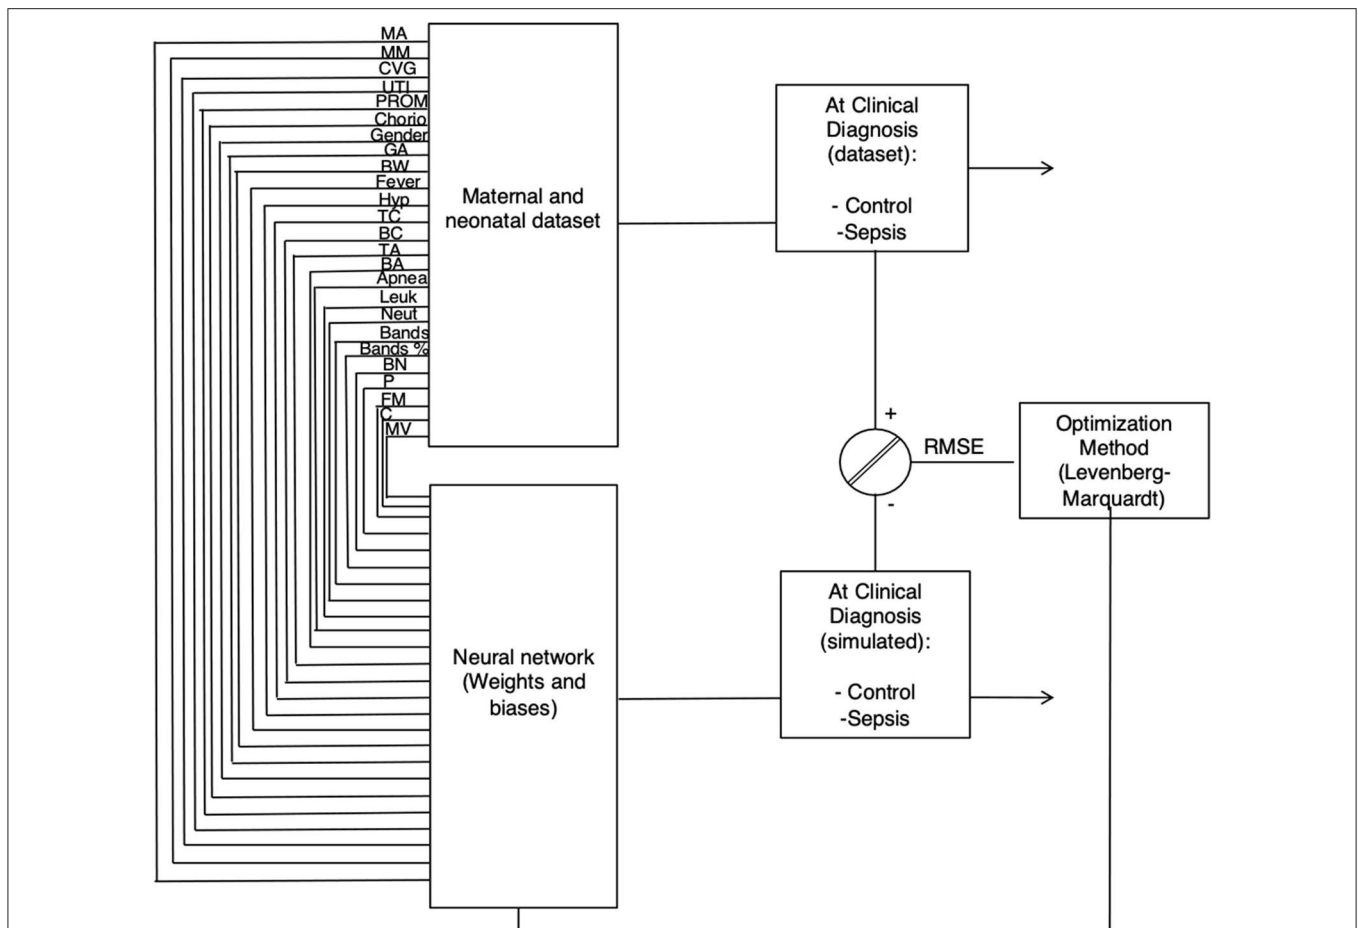 MA
MM
CVG
UTI
PROM
Chorio
Gender
GA
BW
Fever
Hyp
TC
BC
TA
BA
Apnea
Leuk
Neut
Bands
Bands %
BN
P
FM
C
MV
Maternal and
neonatal dataset
At Clinical
Diagnosis
(dataset):
- Control
-Sepsis
+
RMSE
-
Optimization
Method
(Levenberg-
Marquardt)
Neural network
(Weights and
biases)
At Clinical
Diagnosis
(simulated):
- Control
-Sepsis